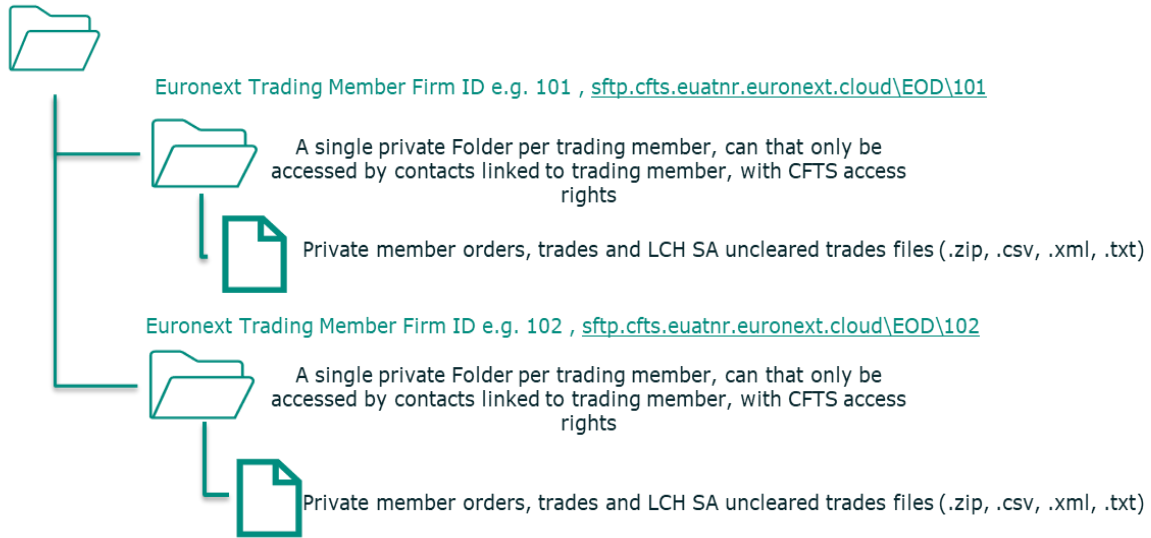 Euronext Trading Member Firm ID e.g. 101 , sftp.cfts.euatnr.euronext.cloud\EOD\101
A single private Folder per trading member, can that only be
accessed by contacts linked to trading member, with CFTS access
rights
Private member orders, trades and LCH SA uncleared trades files (.zip, .csv, .xml, .txt)
Euronext Trading Member Firm ID e.g. 102 , sftp.cfts.euatnr.euronext.cloud\EOD\102
A single private Folder per trading member, can that only be
accessed by contacts linked to trading member, with CFTS access
rights
Private member orders, trades and LCH SA uncleared trades files (.zip, .csv, .xml, .txt)